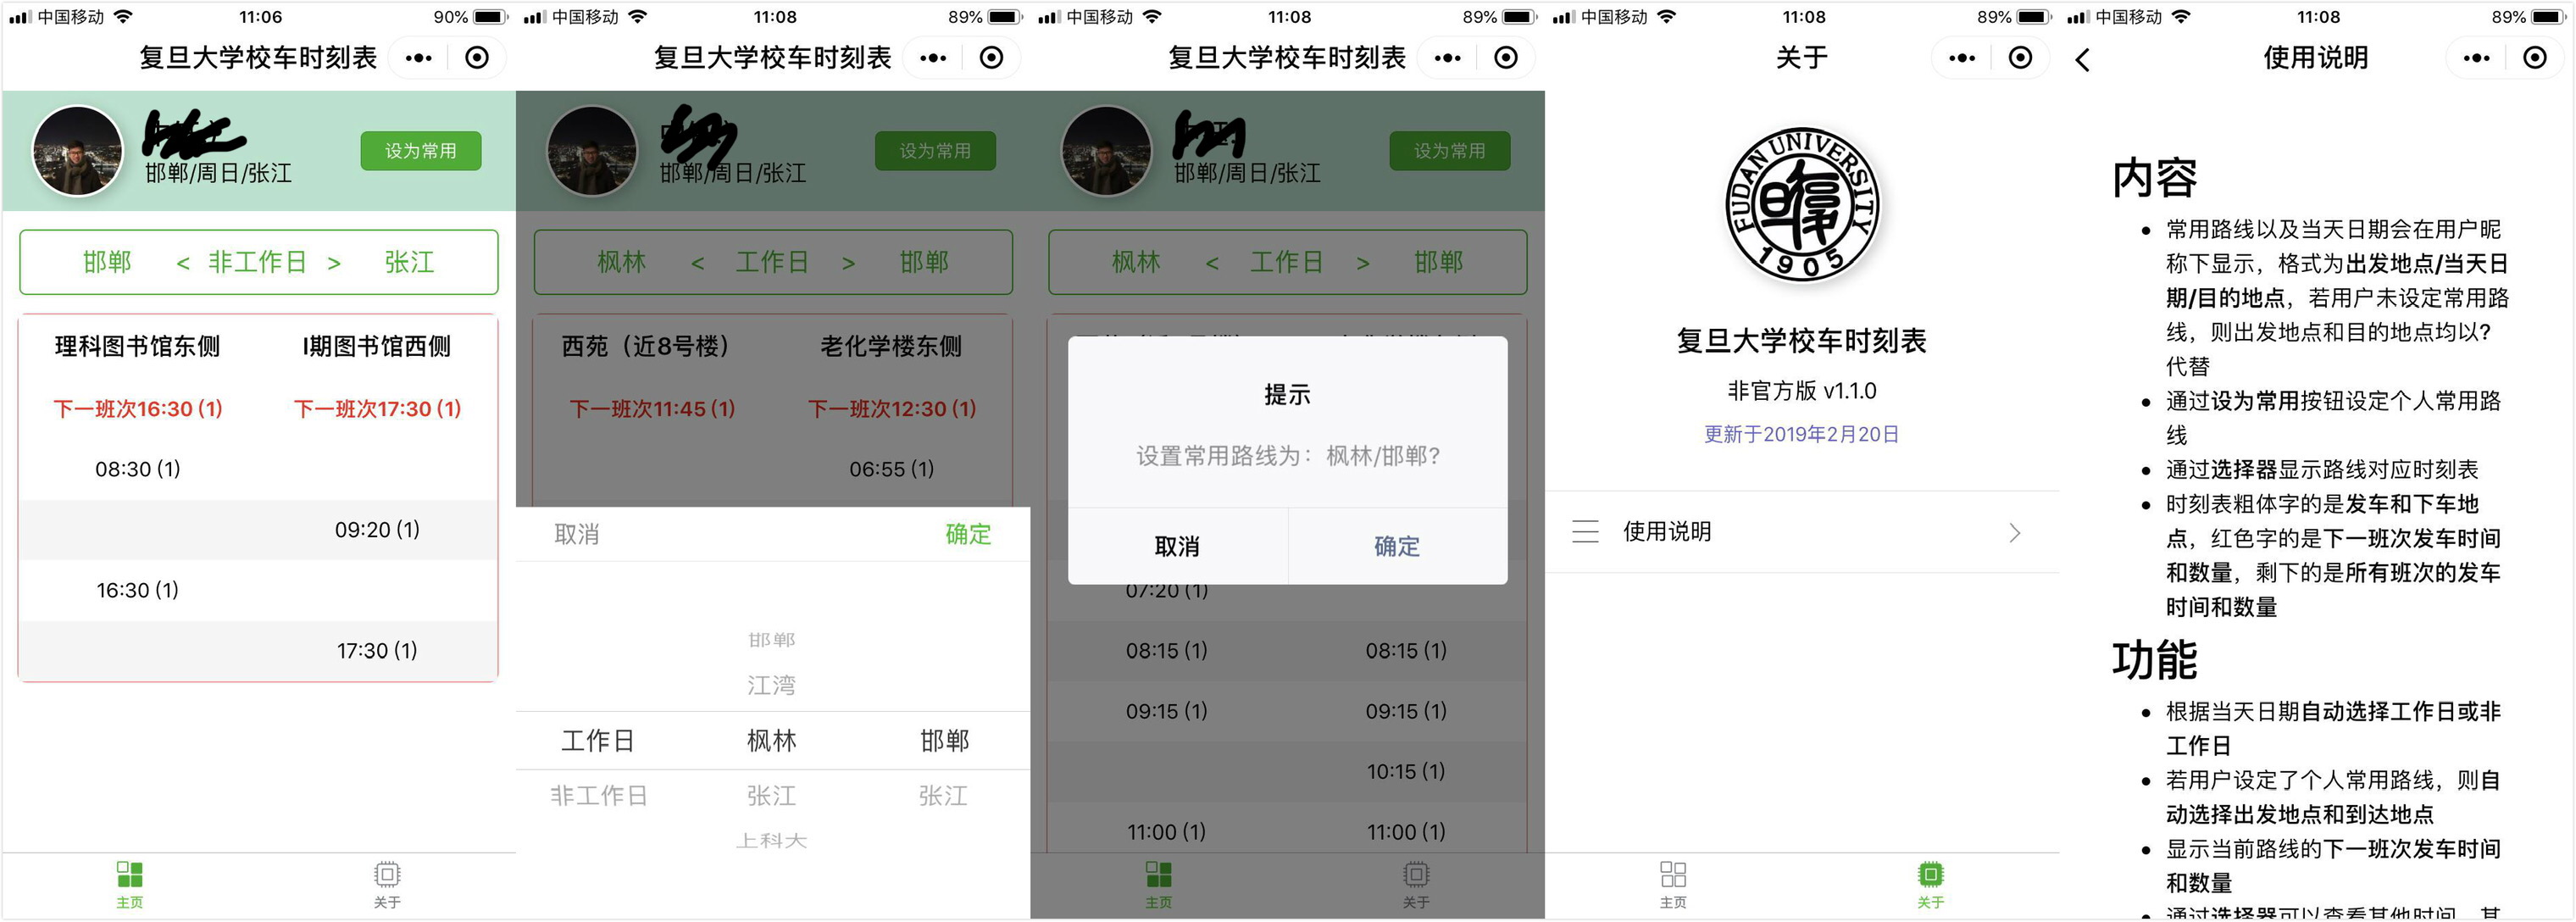 中国移动 11:06 90%
复旦大学校车时刻表
邯郸/周日/张江
设为常用
邯郸 < 非工作日 > 张江
理科图书馆东侧 I期图书馆西侧
下一班次16:30 (1) 下一班次17:30 (1)
08:30 (1)
09:20 (1)
16:30 (1)
17:30 (1)
主页 关于
中国移动 11:08 89%
复旦大学校车时刻表
邯郸/周日/张江
设为常用
枫林 < 工作日 > 邯郸
西苑（近8号楼） 老化学楼东侧
下一班次11:45 (1) 下一班次12:30 (1)
06:55 (1)
取消 确定
邯郸
江湾
工作日 枫林 邯郸
非工作日 张江 张江
上科大
中国移动 11:08 89%
复旦大学校车时刻表
邯郸/周日/张江
设为常用
枫林 < 工作日 > 邯郸
提示
设置常用路线为：枫林/邯郸?
取消 确定
07:20 (1)
08:15 (1) 08:15 (1)
09:15 (1) 09:15 (1)
10:15 (1)
11:00 (1) 11:00 (1)
主页 关于
中国移动 11:08 89%
关于
FUDAN UNIVERSITY
1905
复旦大学校车时刻表
非官方版 v1.1.0
更新于2019年2月20日
使用说明
主页 关于
中国移动 11:08 89%
使用说明
内容
常用路线以及当天日期会在用户昵
称下显示，格式为出发地点/当天日
期/目的地点，若用户未设定常用路
线，则出发地点和目的地点均以?
代替
通过设为常用按钮设定个人常用路
线
通过选择器显示路线对应时刻表
时刻表粗体字的是发车和下车地
点，红色字的是下一班次发车时间
和数量，剩下的是所有班次的发车
时间和数量
功能
根据当天日期自动选择工作日或非
工作日
若用户设定了个人常用路线，则自
动选择出发地点和到达地点
显示当前路线的下一班次发车时间
和数量
通过选择器可以查看其他时间、其